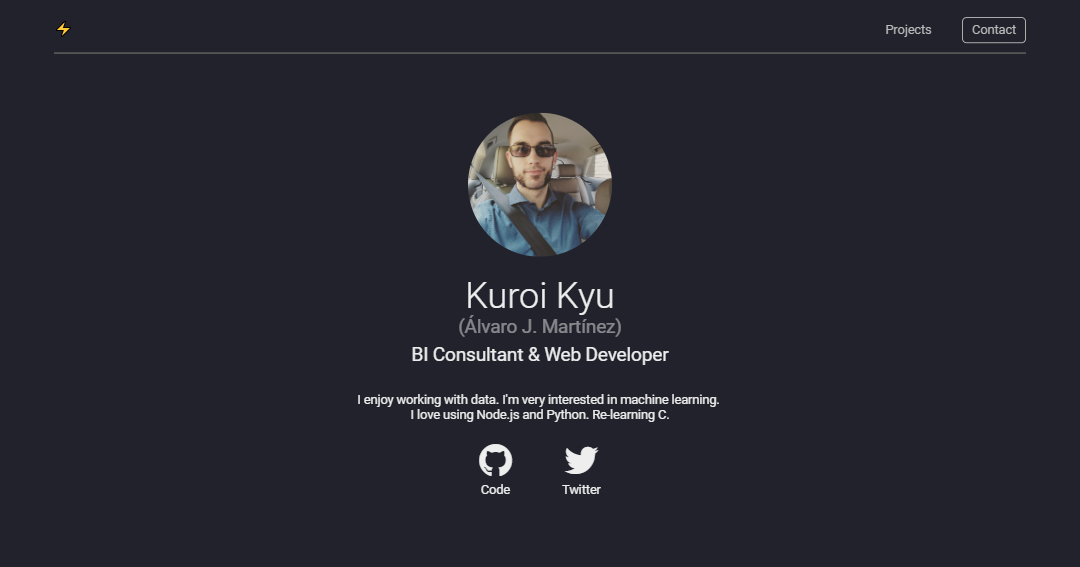 Projects
Contact
Kuroi Kyu
(Álvaro J. Martínez)
BI Consultant & Web Developer
I enjoy working with data. I'm very interested in machine learning.
I love using Node.js and Python. Re-learning C.
Code
Twitter